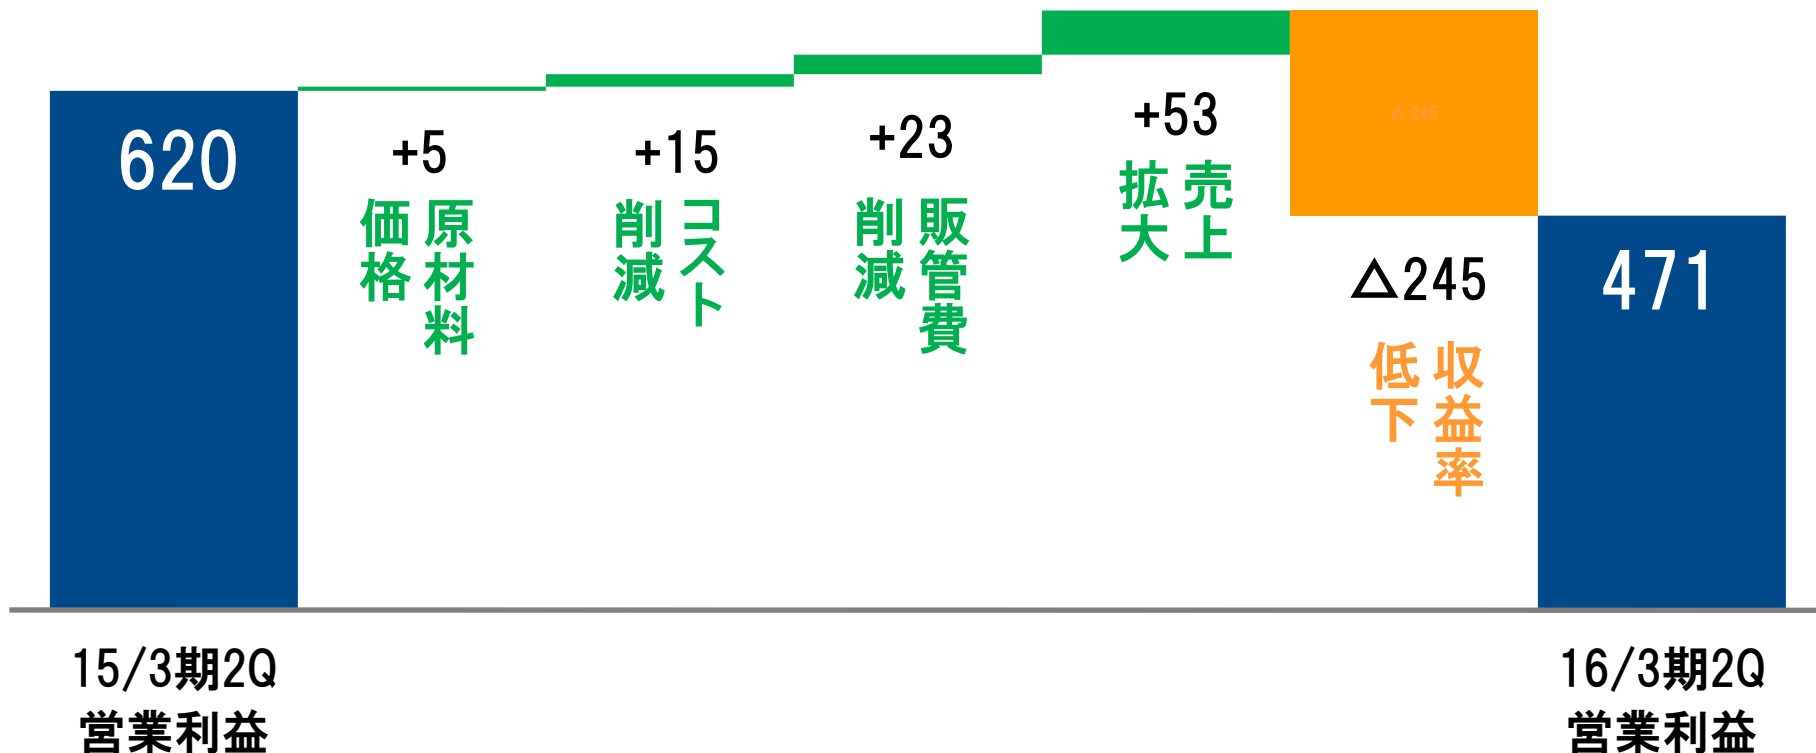 620
+5
原材料
価格
+15
コスト
削減
+23
販管費
削減
+53
売上
拡大
△ 245
△245
収益率
低下
471
15/3期2Q
営業利益
16/3期2Q
営業利益